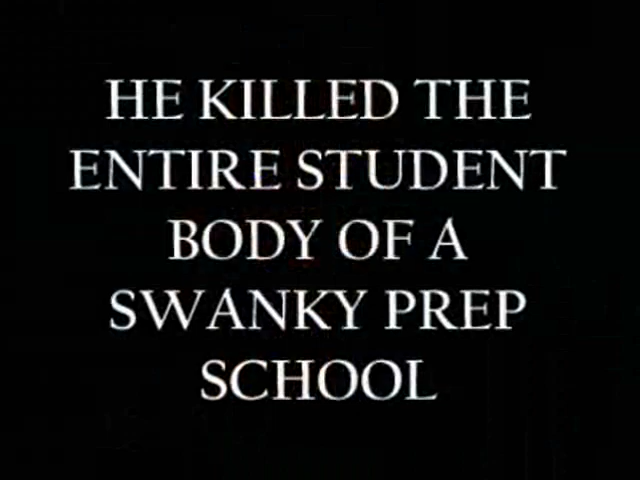 HE KILLED THE
ENTIRE STUDENT
BODY OF A
SWANKY PREP
SCHOOL